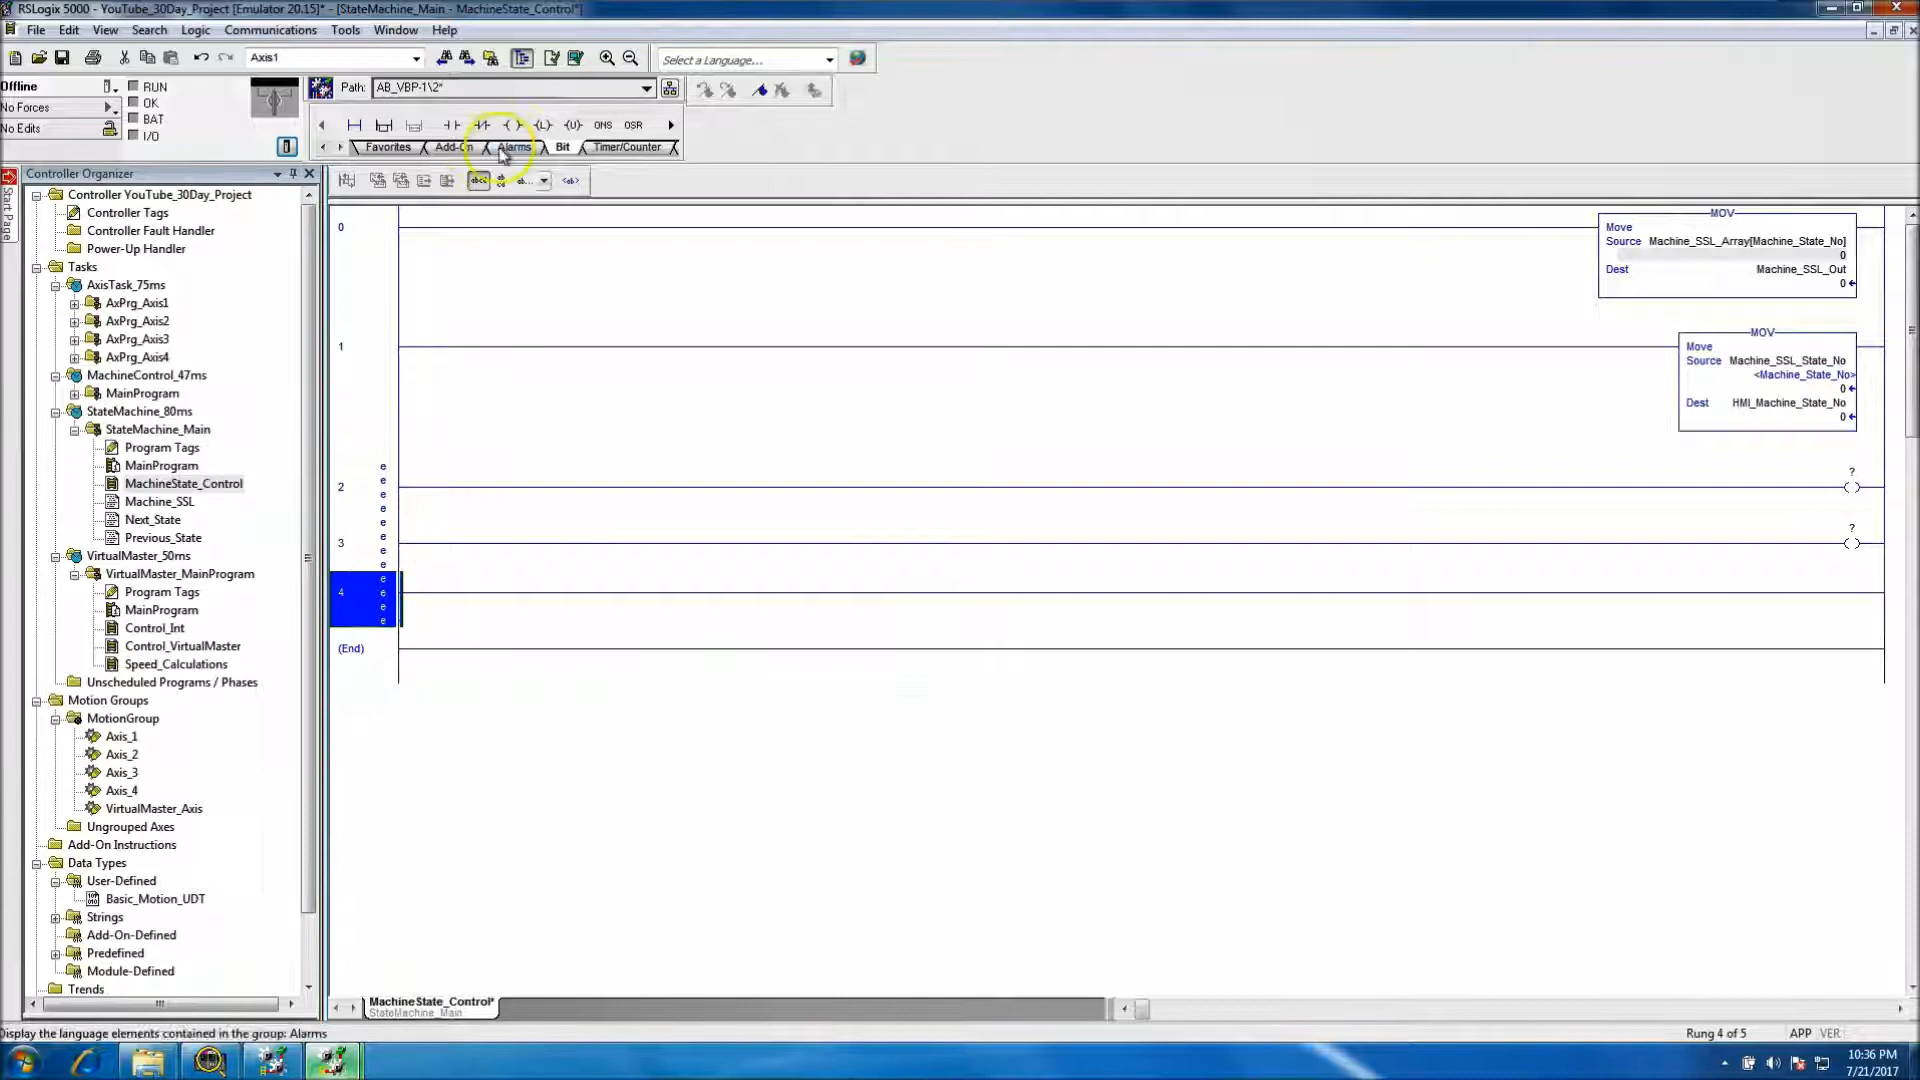 RSLogix 5000 - YouTube_30Day_Project [Emulator 20.15]* - [StateMachine_Main - MachineState_Control*]
File Edit View Search Logic Communications Tools Window Help
Axis1
Select a Language...
Offline
RUN
No Forces
OK
No Edits
BAT
I/O
Path: AB_VBP-1\2*
ONS OSR
Favorites Add-On Alarms Bit Timer/Counter
Start Page
Controller Organizer
Controller YouTube_30Day_Project
Controller Tags
Controller Fault Handler
Power-Up Handler
Tasks
AxisTask_75ms
AxPrg_Axis1
AxPrg_Axis2
AxPrg_Axis3
AxPrg_Axis4
MachineControl_47ms
MainProgram
StateMachine_80ms
StateMachine_Main
Program Tags
MainProgram
MachineState_Control
Machine_SSL
Next_State
Previous_State
VirtualMaster_50ms
VirtualMaster_MainProgram
Program Tags
MainProgram
Control_Int
Control_VirtualMaster
Speed_Calculations
Unscheduled Programs / Phases
Motion Groups
MotionGroup
Axis_1
Axis_2
Axis_3
Axis_4
VirtualMaster_Axis
Ungrouped Axes
Add-On Instructions
Data Types
User-Defined
Basic_Motion_UDT
Strings
Add-On-Defined
Predefined
Module-Defined
Trends
0
MOV
Move
Source Machine_SSL_Array[Machine_State_No]
0
Dest Machine_SSL_Out
0
1
MOV
Move
Source Machine_SSL_State_No
<Machine_State_No>
0
Dest HMI_Machine_State_No
0
e
e
2
?
e
e
e
3
?
e
e
e
4
e
e
e
(End)
MachineState_Control*
StateMachine_Main
Display the language elements contained in the group: Alarms
Rung 4 of 5
APP VER
10:36 PM
7/21/2017